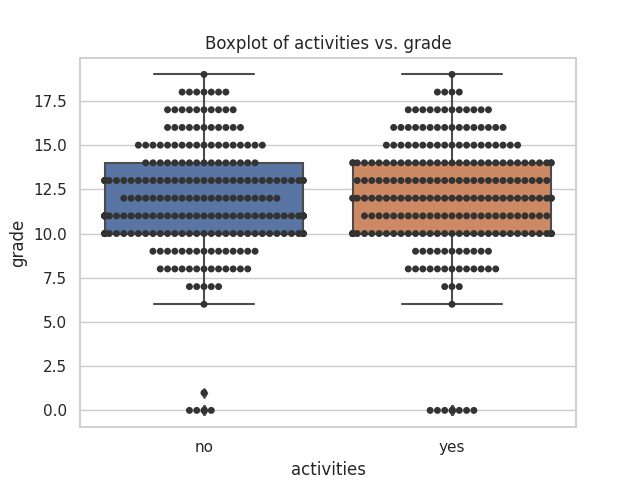 Boxplot of activities vs. grade
17.5
15.0
12.5
10.0
7.5
5.0
2.5
0.0
grade
no
yes
activities